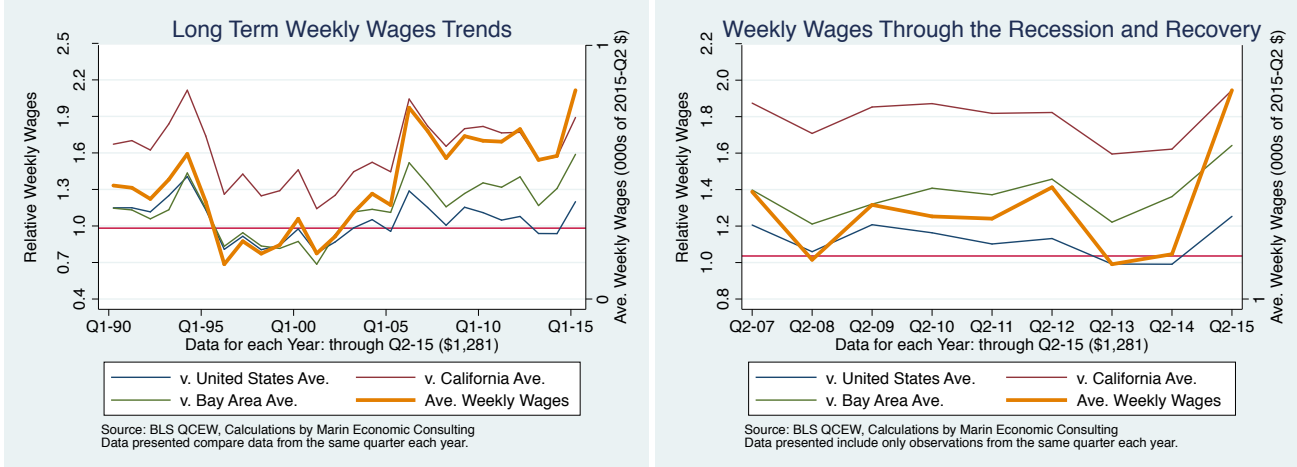 Long Term Weekly Wages Trends
Relative Weekly Wages
2.5
2.2
1.9
1.6
1.3
1.0
0.7
0.4
1
0
Ave. Weekly Wages (000s of 2015-Q2 $)
Q1-90 Q1-95 Q1-00 Q1-05 Q1-10 Q1-15
Data for each Year: through Q2-15 ($1,281)
v. United States Ave. v. California Ave.
v. Bay Area Ave. Ave. Weekly Wages
Source: BLS QCEW, Calculations by Marin Economic Consulting
Data presented compare data from the same quarter each year.
Weekly Wages Through the Recession and Recovery
Relative Weekly Wages
2.2
2.0
1.8
1.6
1.4
1.2
1.0
0.8
1
Ave. Weekly Wages (000s of 2015-Q2 $)
Q2-07 Q2-08 Q2-09 Q2-10 Q2-11 Q2-12 Q2-13 Q2-14 Q2-15
Data for each Year: through Q2-15 ($1,281)
v. United States Ave. v. California Ave.
v. Bay Area Ave. Ave. Weekly Wages
Source: BLS QCEW, Calculations by Marin Economic Consulting
Data presented include only observations from the same quarter each year.